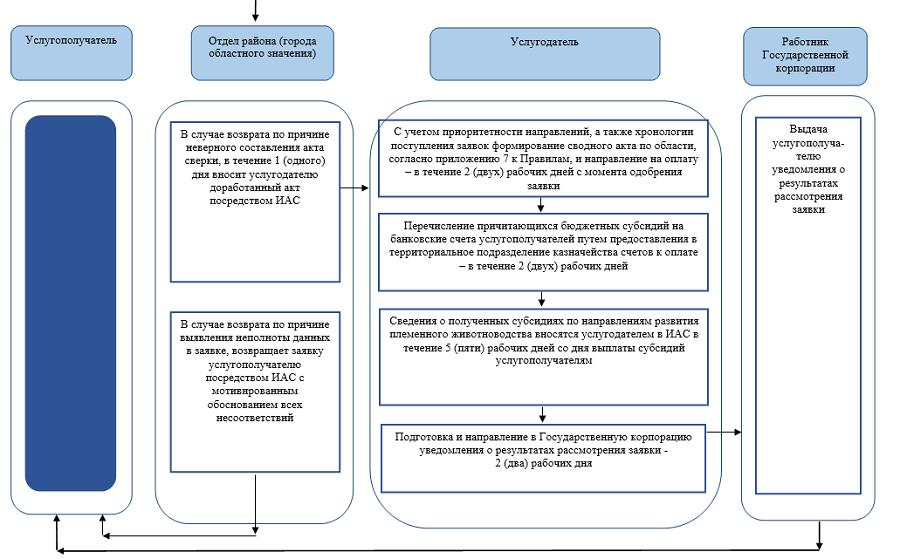 Услугополучатель
Отдел района (города
областного значения)
Услугодатель
Работник
Государственной
корпорации
В случае возврата по причине
неверного составления акта
сверки, в течение 1 (одного)
дня вносит услугодателю
доработанный акт
посредством ИАС
В случае возврата по причине
выявления неполноты данных
в заявке, возвращает заявку
услугополучателю
посредством ИАС с
мотивированным
обоснованием всех
несоответствий
С учетом приоритетности направлений, а также хронологии
поступления заявок формирование сводного акта по области,
согласно приложению 7 к Правилам, и направление на оплату
– в течение 2 (двух) рабочих дней с момента одобрения
заявки
Перечисление причитающихся бюджетных субсидий на
банковские счета услугополучателей путем предоставления в
территориальное подразделение казначейства счетов к оплате
– в течение 2 (двух) рабочих дней
Сведения о полученных субсидиях по направлениям развития
племенного животноводства вносятся услугодателем в ИАС в
течение 5 (пяти) рабочих дней со дня выплаты субсидий
услугополучателям
Подготовка и направление в Государственную корпорацию
уведомления о результатах рассмотрения заявки -
2 (два) рабочих дня
Выдача
услугополуча-
телю
уведомления о
результатах
рассмотрения
заявки